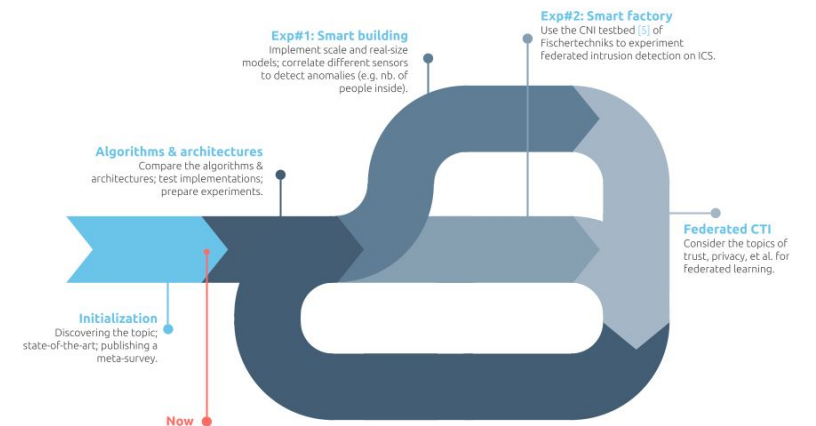 Exp#2: Smart factory
Use the CNI testbed [5] of
Fischertechniks to experiment
federated intrusion detection on ICS.
Exp#1: Smart building
Implement scale and real-size
models; correlate different sensors
to detect anomalies (e.g. nb. of
people inside).
Algorithms & architectures
Compare the algorithms &
architectures; test implementations;
prepare experiments.
Federated CTI
Consider the topics of
trust, privacy, et al. for
federated learning.
Initialization
Discovering the topic;
state-of-the-art; publishing a
meta-survey.
Now